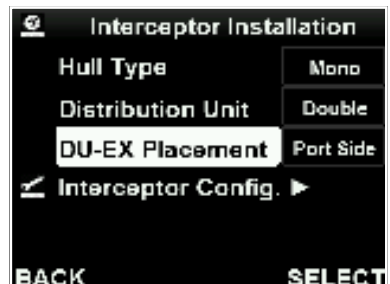 Interceptor Installation
Hull Type Mono
Distribution Unit Double
DU-EX Placement Port Side
Interceptor Config. ▶
BACK SELECT